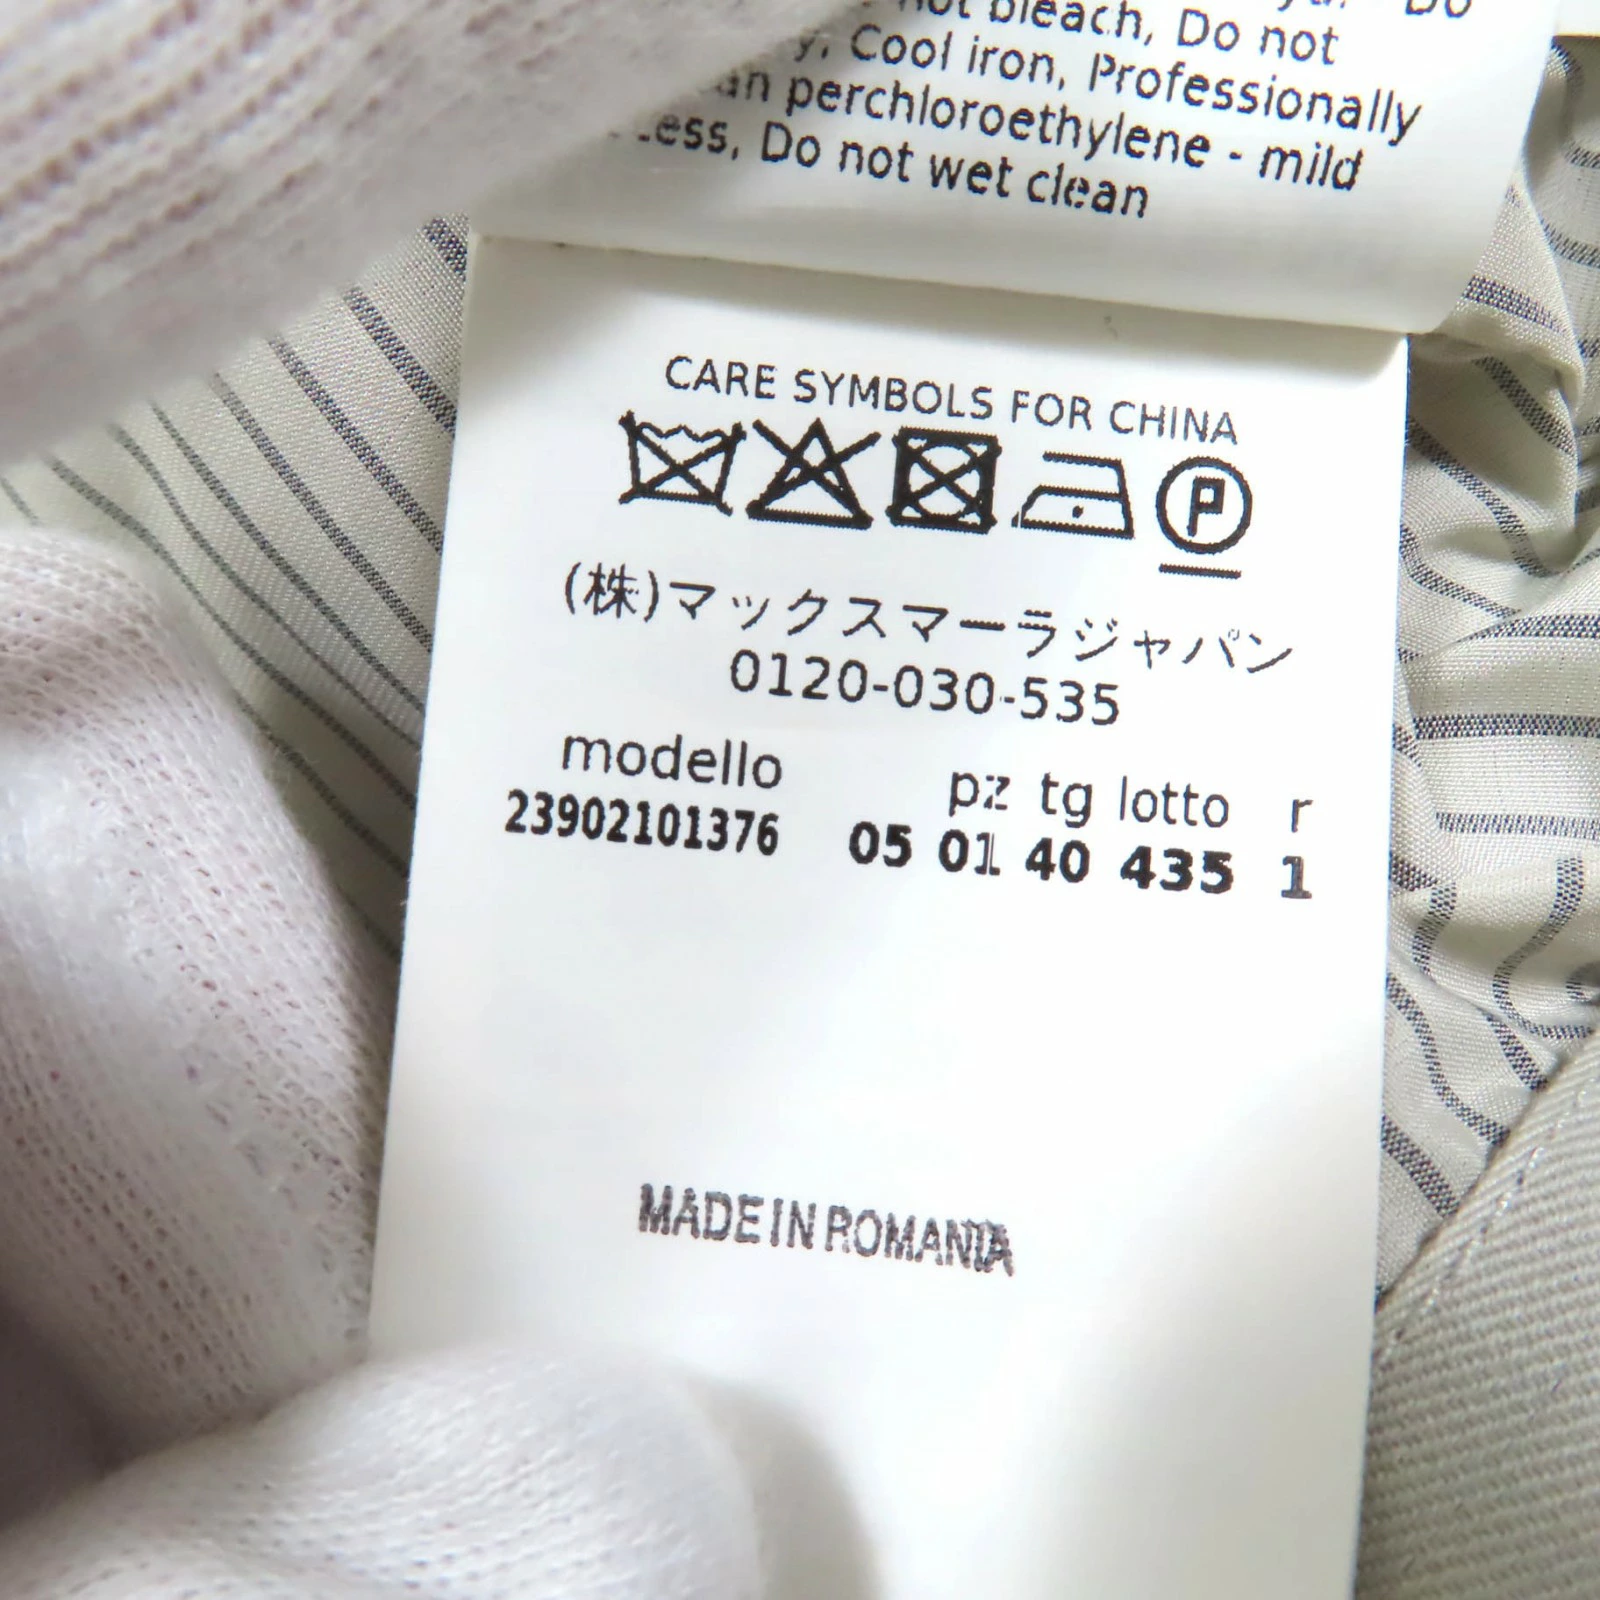 Do
not bleach, Do not
Cool iron, Professionally
perchloroethylene - mild
Do not wet clean
CARE SYMBOLS FOR CHINA
P
(株)マックスマーラジャパン
0120-030-535
modello pz tg lotto r
23902101376 05 01 40 435 1
MADE IN ROMANIA